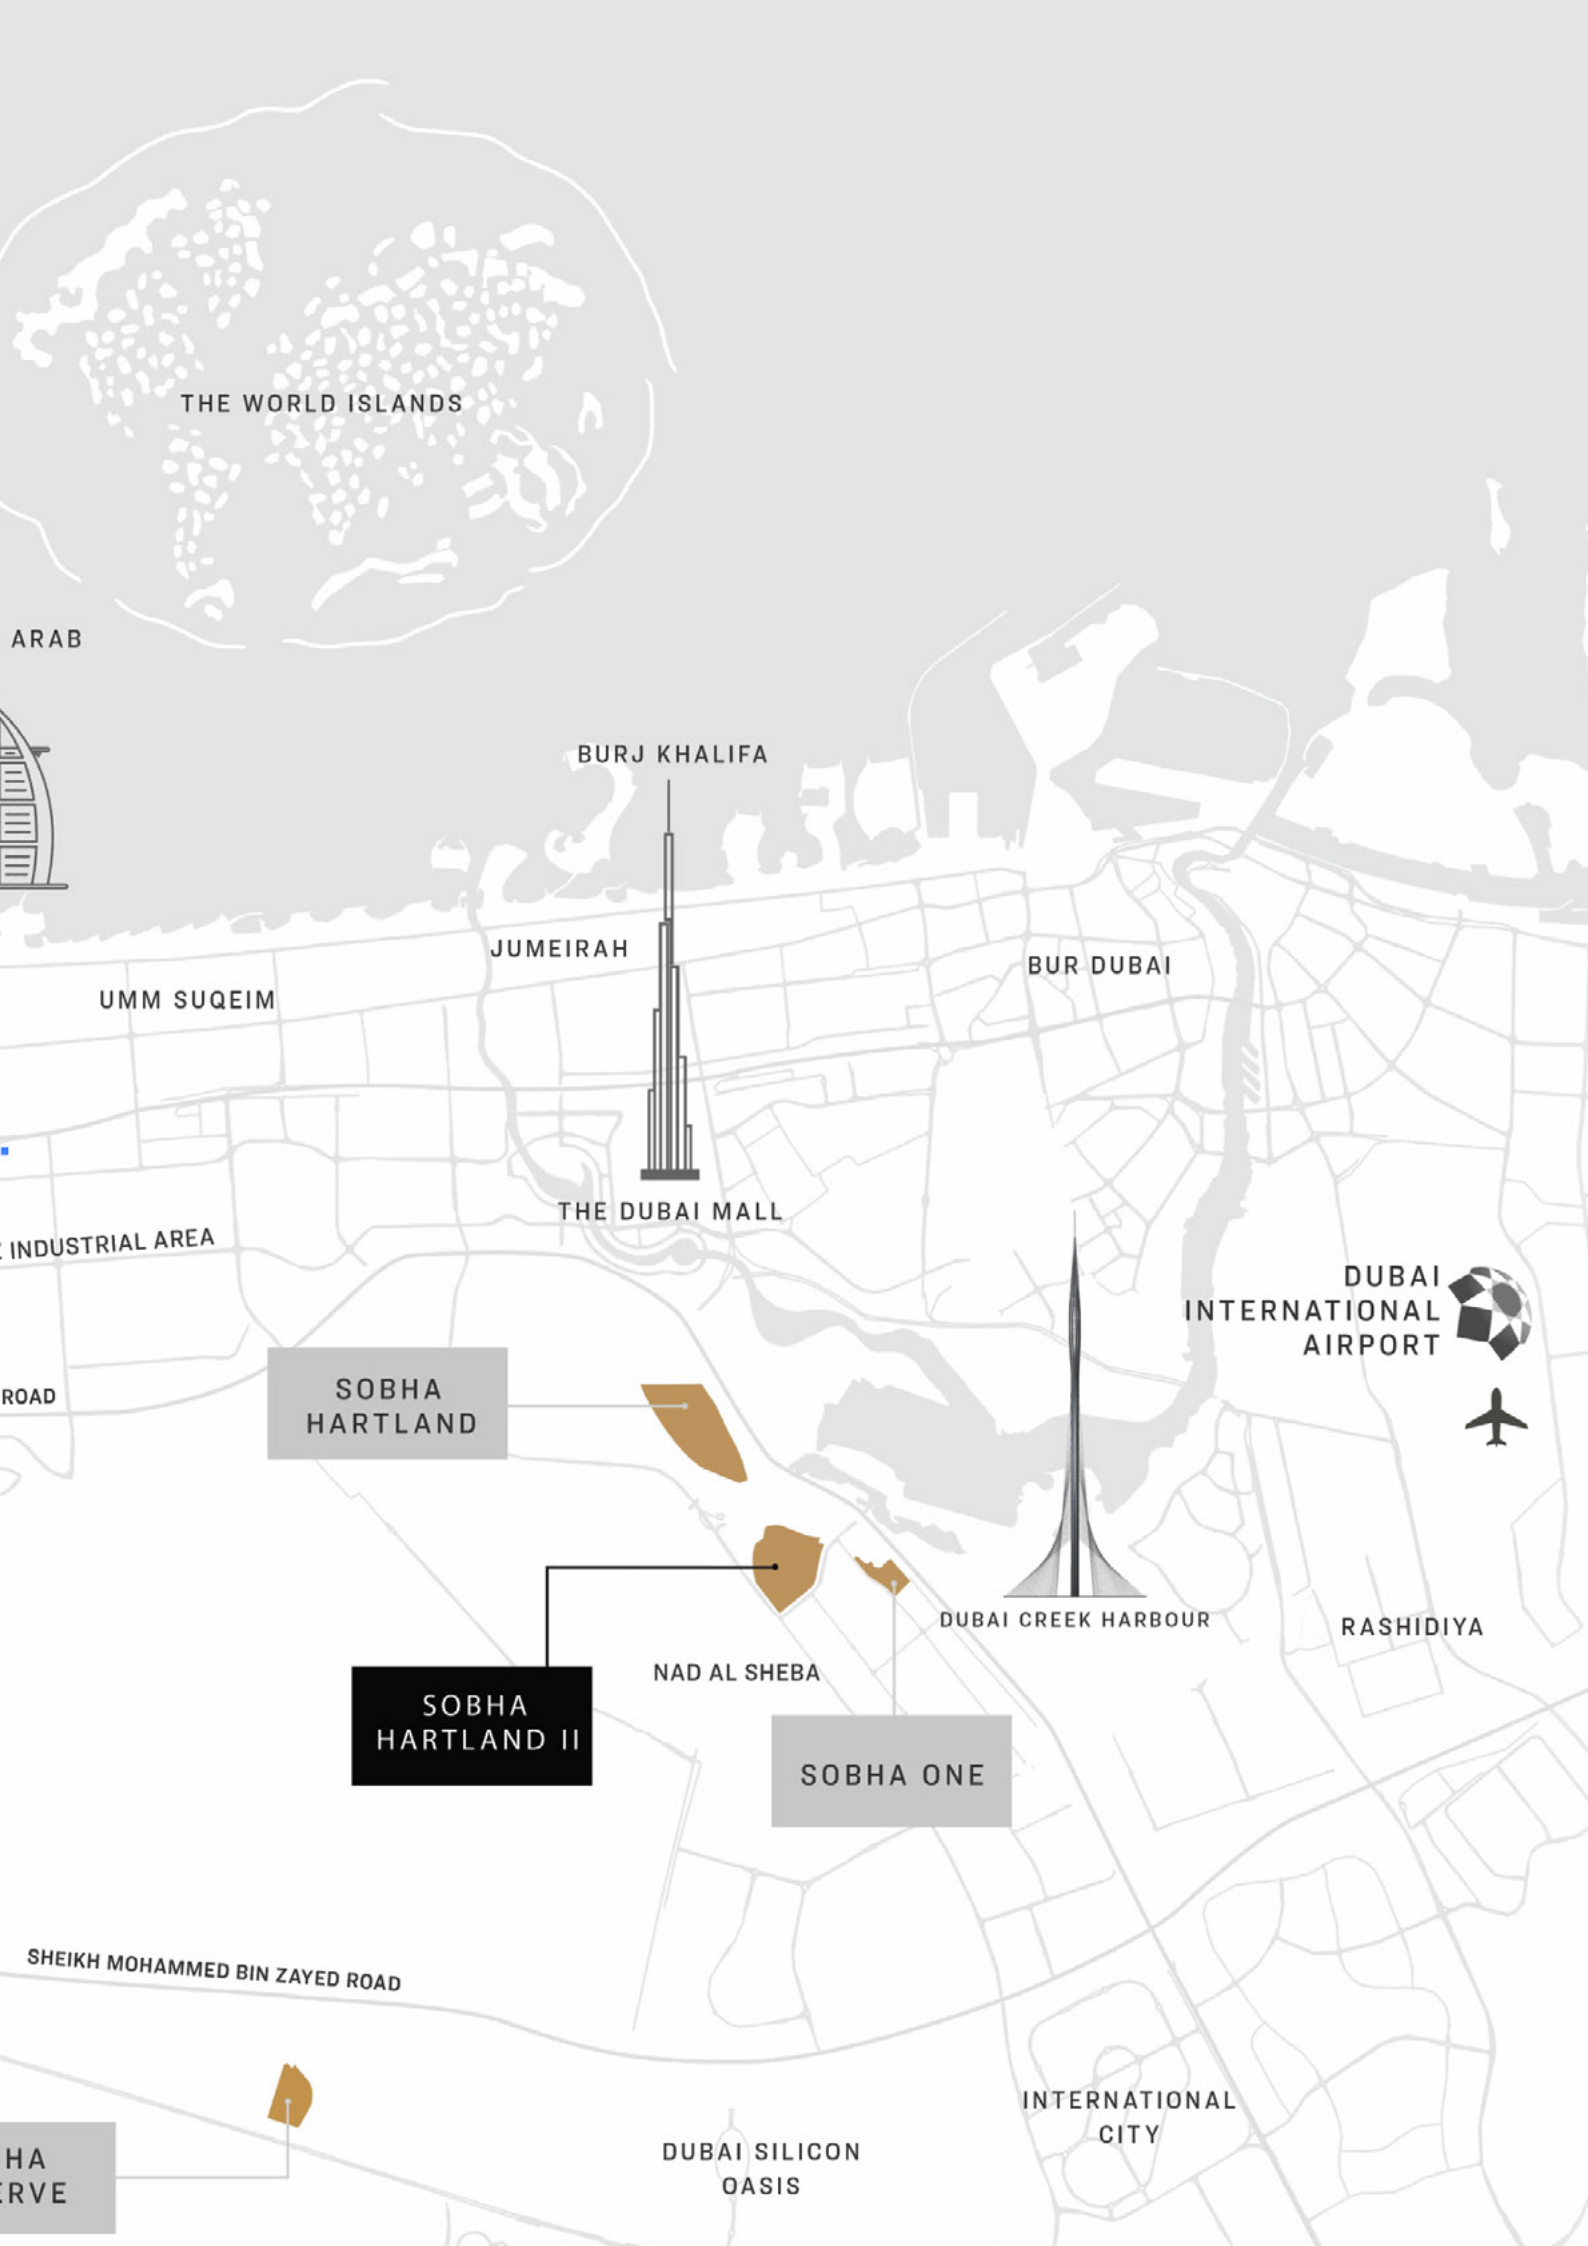 THE WORLD ISLANDS
ARAB
BURJ KHALIFA
JUMEIRAH
BUR DUBAI
UMM SUQEIM
THE DUBAI MALL
INDUSTRIAL AREA
DUBAI
INTERNATIONAL
AIRPORT
ROAD
SOBHA
HARTLAND
DUBAI CREEK HARBOUR
RASHIDIYA
NAD AL SHEBA
SOBHA
HARTLAND II
SOBHA ONE
SHEIKH MOHAMMED BIN ZAYED ROAD
INTERNATIONAL
CITY
DUBAI SILICON
OASIS
HA
RVE